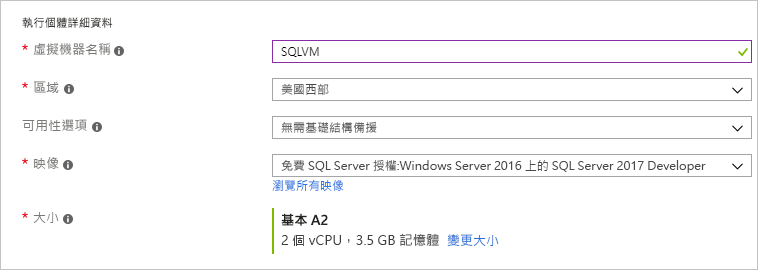 執行個體詳細資料
* 虛擬機器名稱
SQLVM
* 區域
美國西部
可用性選項
無需基礎結構備援
* 映像
免費 SQL Server 授權:Windows Server 2016 上的 SQL Server 2017 Developer
瀏覽所有映像
* 大小
基本 A2
2 個 vCPU，3.5 GB 記憶體 變更大小